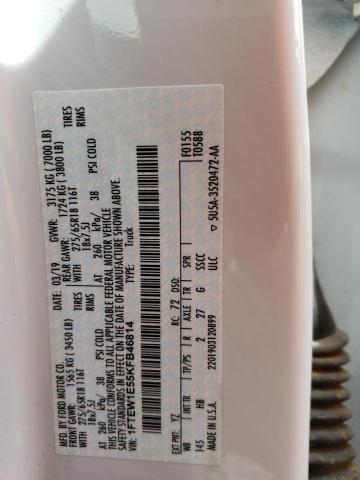 MFD. BY FORD MOTOR CO.
DATE: 03/19 GVWR: 3175 KG ( 7000 LB)
FRONT GAWR: 1565 KG ( 3450 LB) REAR GAWR: 1724 KG ( 3800 LB)
WITH 275/65R18 116T TIRES 275/65R18 116T TIRES
18x7.5J RIMS 18x7.5J RIMS
AT 260 kPa/ 38 PSI COLD AT 260 kPa/ 38 PSI COLD
THIS VEHICLE CONFORMS TO ALL APPLICABLE FEDERAL MOTOR VEHICLE
SAFETY STANDARDS IN EFFECT ON THE DATE OF MANUFACTURE SHOWN ABOVE.
VIN: 1FTEW1E55KFB46814
TYPE: Truck
F0155
T0588
EXT PNT: YZ RC: 72 DSO:
WB INT TR TP/PS R AXLE TR SPR
145 HB 2 27 G SSCC
ULC
2201903120899
MADE IN U.S.A.
5U5A-3520472-AA